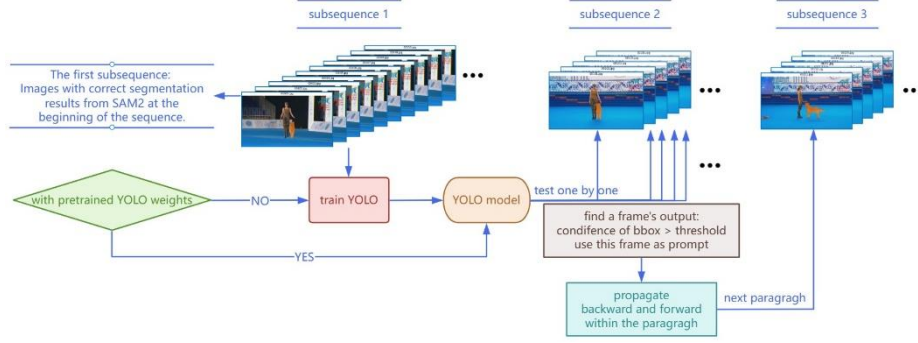 subsequence 1
subsequence 2
subsequence 3
The first subsequence:
Images with correct segmentation
results from SAM2 at the
beginning of the sequence.
with pretrained YOLO weights
NO
train YOLO
YOLO model
test one by one
find a frame's output:
condifence of bbox > threshold
use this frame as prompt
YES
propagate
backward and forward
within the paragragh
next paragragh